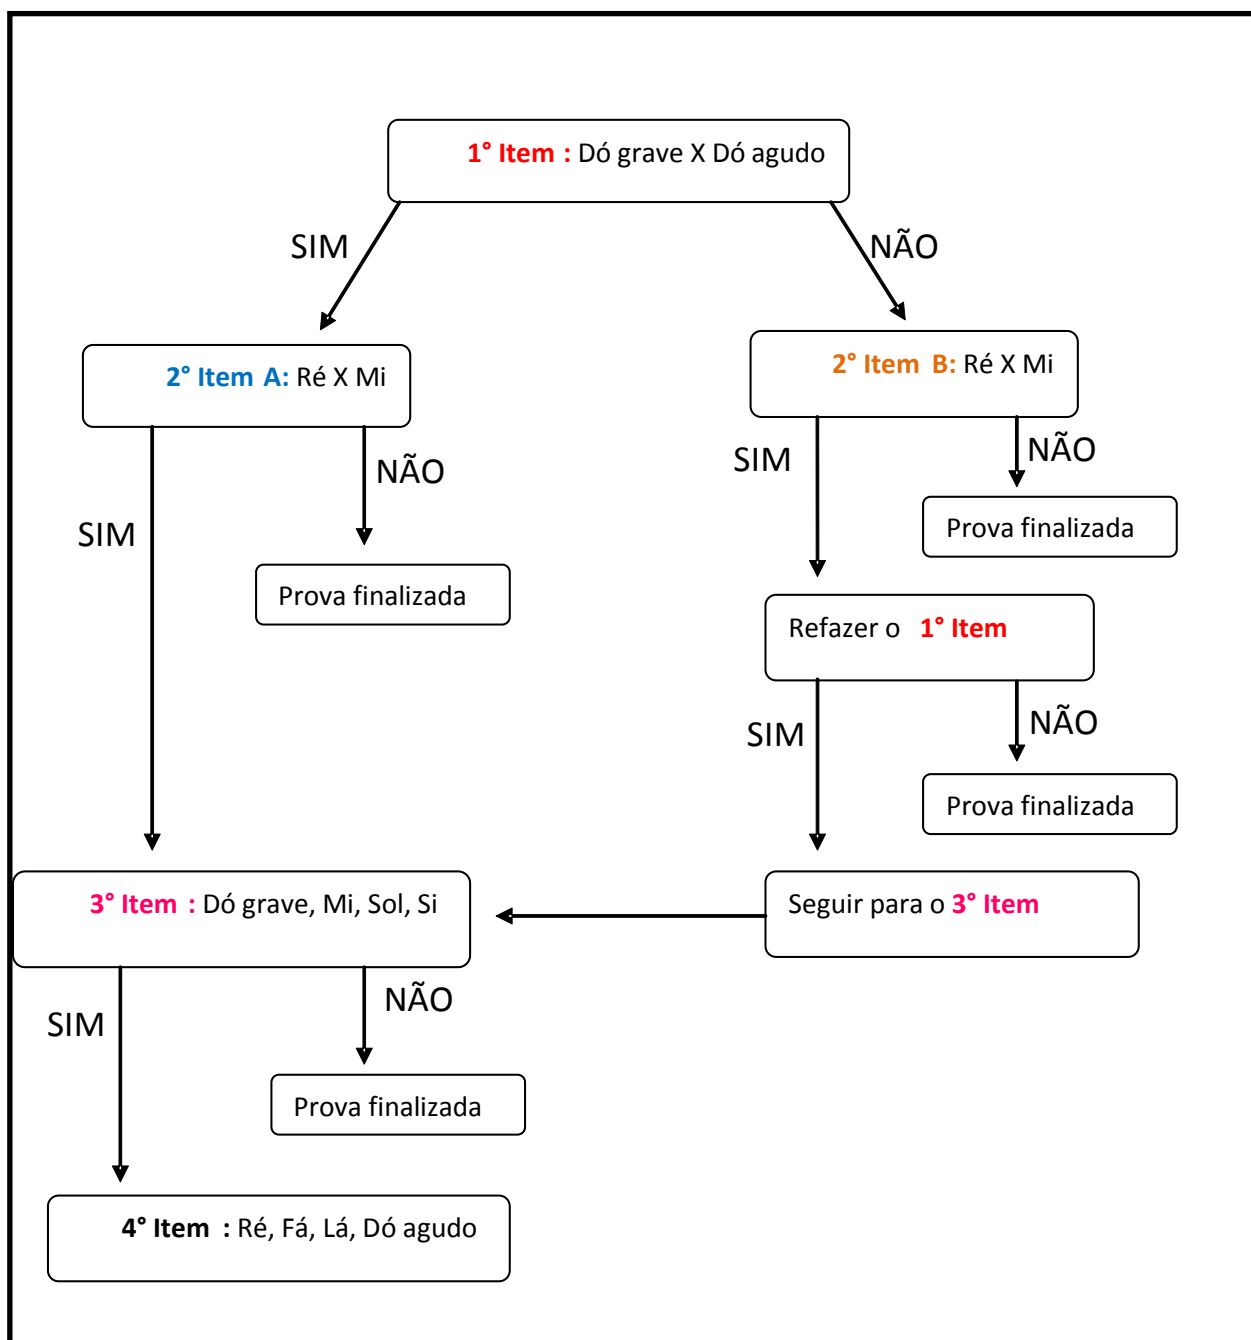 1° Item : Dó grave X Dó agudo
SIM
NÃO
2° Item A: Ré X Mi
2° Item B: Ré X Mi
SIM
NÃO
SIM
NÃO
Prova finalizada
Prova finalizada
Refazer o 1° Item
SIM
NÃO
Prova finalizada
3° Item : Dó grave, Mi, Sol, Si
Seguir para o 3° Item
SIM
NÃO
Prova finalizada
4° Item : Ré, Fá, Lá, Dó agudo